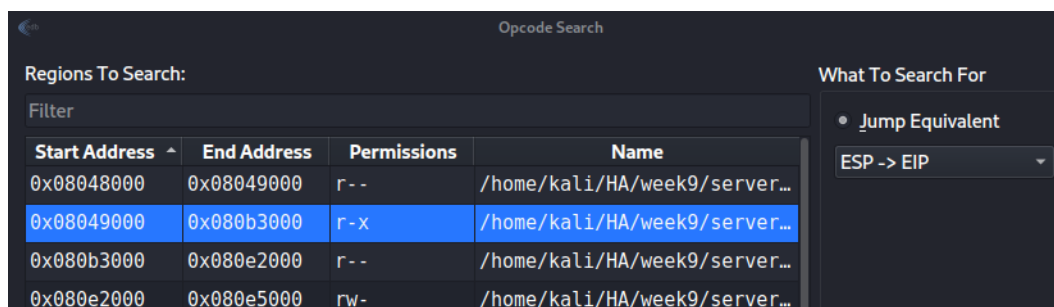 Opcode Search
Regions To Search:
What To Search For
Filter
Jump Equivalent
Start Address End Address Permissions Name
ESP -> EIP
0x08048000 0x08049000 r-- /home/kali/HA/week9/server…
0x08049000 0x080b3000 r-x /home/kali/HA/week9/server…
0x080b3000 0x080e2000 r-- /home/kali/HA/week9/server…
0x080e2000 0x080e5000 rw- /home/kali/HA/week9/server…